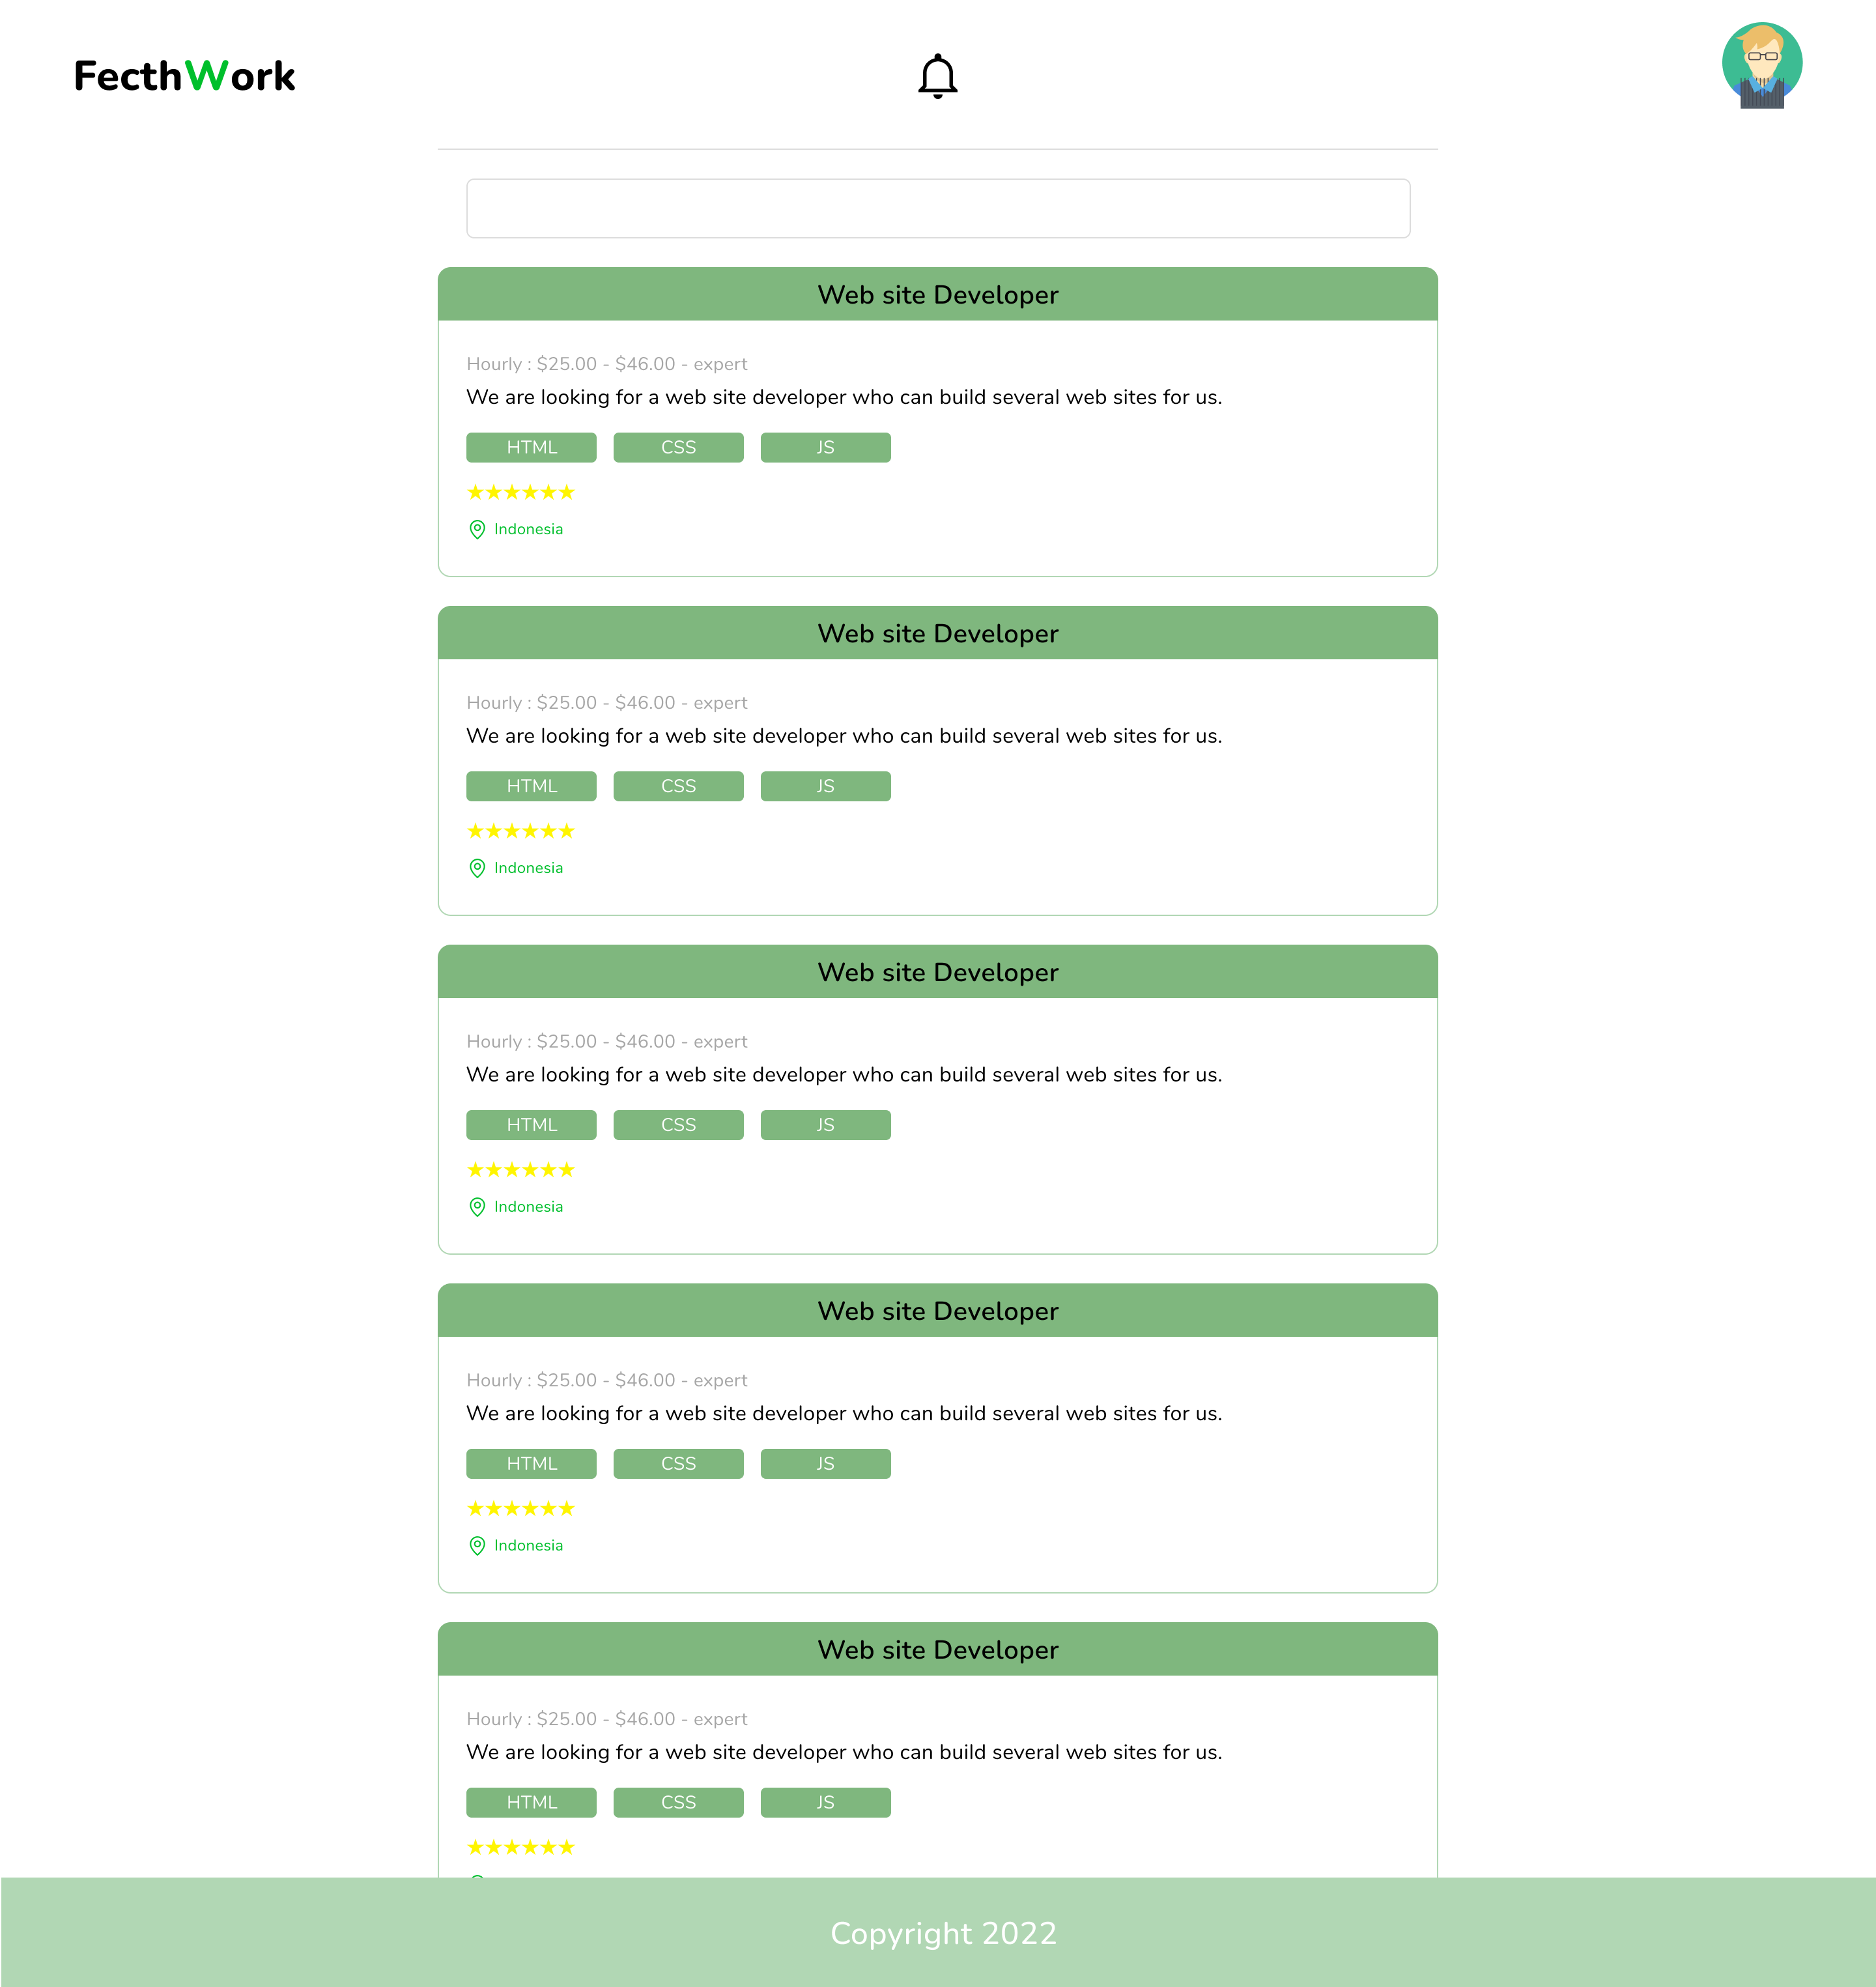 FecthWork
Web site Developer
Hourly : $25.00 - $46.00 - expert
We are looking for a web site developer who can build several web sites for us.
HTML CSS JS
★★★★★★
Indonesia
Web site Developer
Hourly : $25.00 - $46.00 - expert
We are looking for a web site developer who can build several web sites for us.
HTML CSS JS
★★★★★★
Indonesia
Web site Developer
Hourly : $25.00 - $46.00 - expert
We are looking for a web site developer who can build several web sites for us.
HTML CSS JS
★★★★★★
Indonesia
Web site Developer
Hourly : $25.00 - $46.00 - expert
We are looking for a web site developer who can build several web sites for us.
HTML CSS JS
★★★★★★
Indonesia
Web site Developer
Hourly : $25.00 - $46.00 - expert
We are looking for a web site developer who can build several web sites for us.
HTML CSS JS
★★★★★★
Copyright 2022